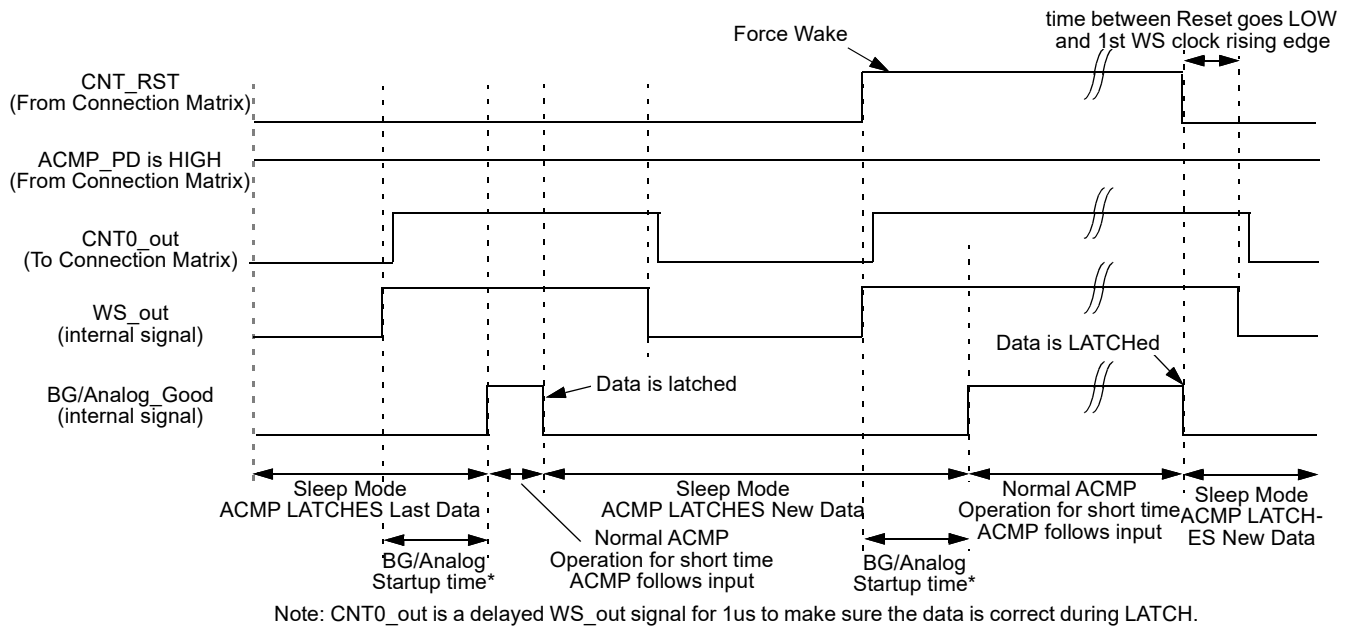 time between Reset goes LOW
and 1st WS clock rising edge
Force Wake
CNT_RST
(From Connection Matrix)
ACMP_PD is HIGH
(From Connection Matrix)
CNT0_out
(To Connection Matrix)
WS_out
(internal signal)
Data is LATCHed
BG/Analog_Good
(internal signal)
Data is latched
Sleep Mode
ACMP LATCHES Last Data
Sleep Mode
ACMP LATCHES New Data
Normal ACMP
Operation for short time
ACMP follows input
Sleep Mode
ACMP LATCH-
ES New Data
BG/Analog
Startup time*
Normal ACMP
Operation for short time
ACMP follows input
BG/Analog
Startup time*
Note: CNT0_out is a delayed WS_out signal for 1us to make sure the data is correct during LATCH.